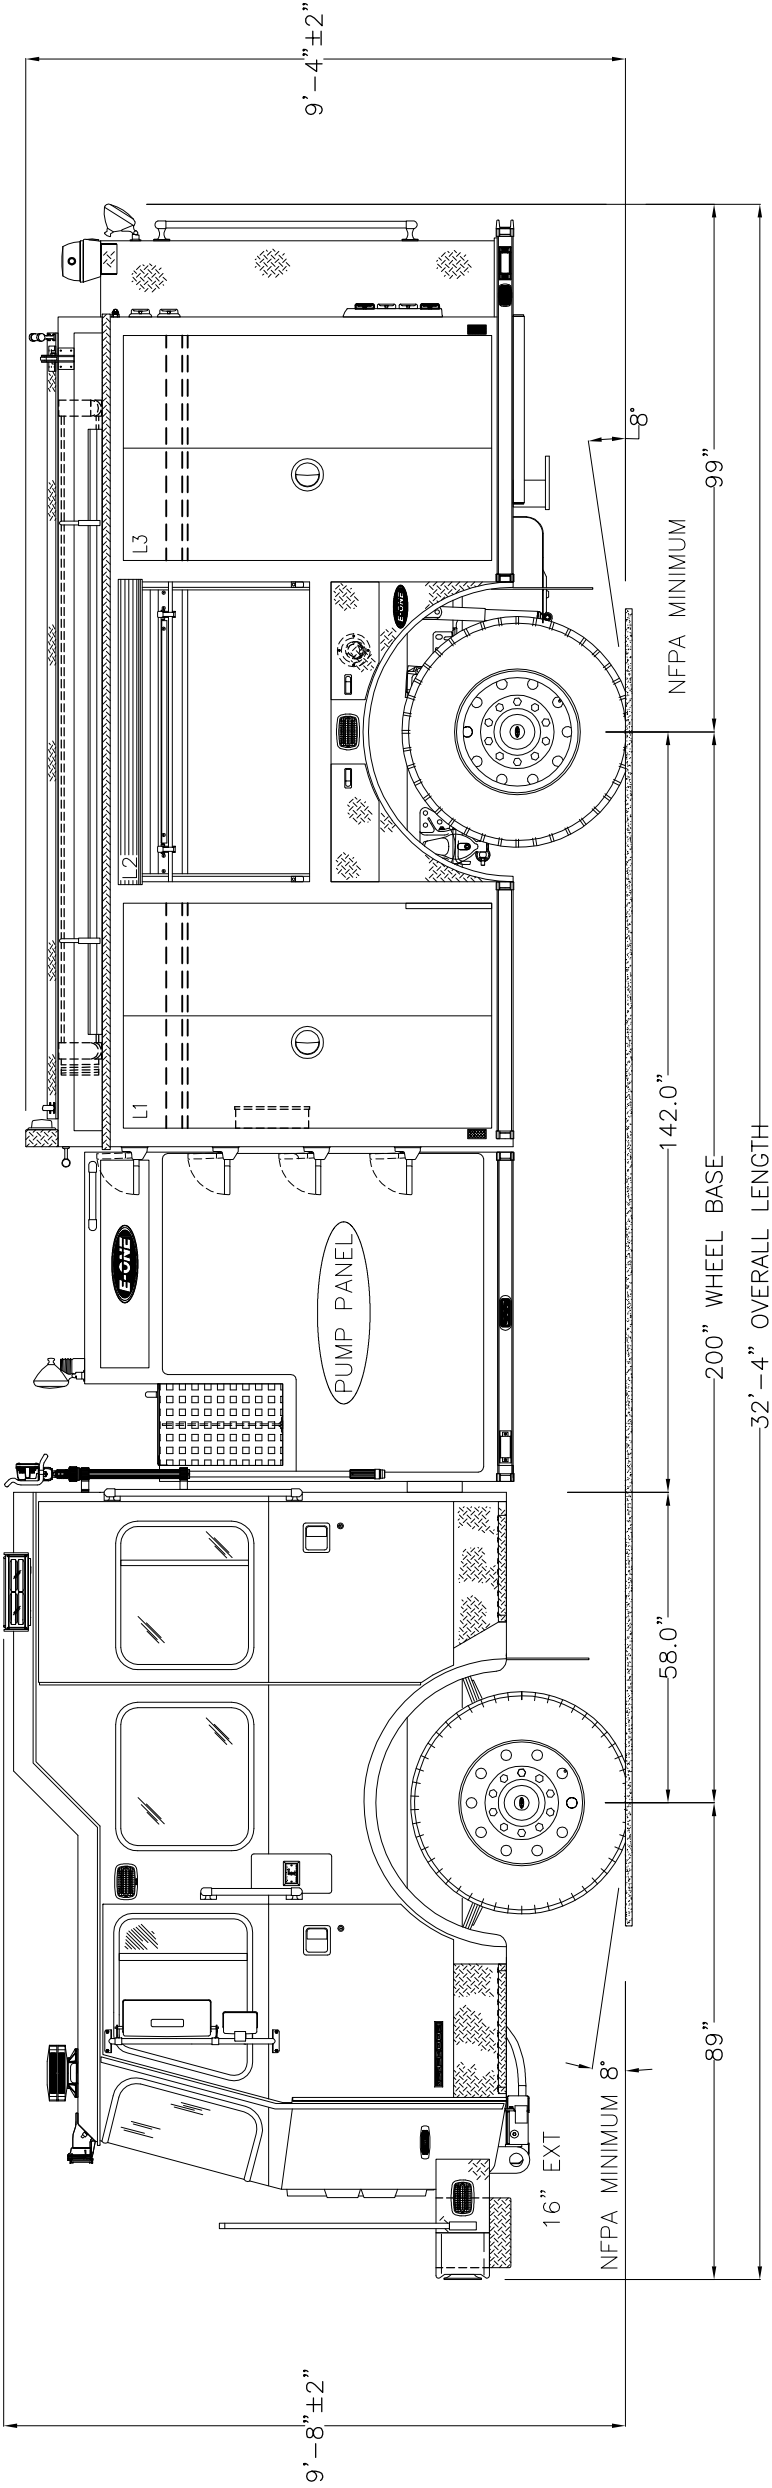 9'-8"±2"
9'-4"±2"
E-ONE
PUMP PANEL
L1
L2
L3
E-ONE
16" EXT
NFPA MINIMUM 8°
NFPA MINIMUM
8°
58.0"
142.0"
89"
200" WHEEL BASE
99"
32'-4" OVERALL LENGTH